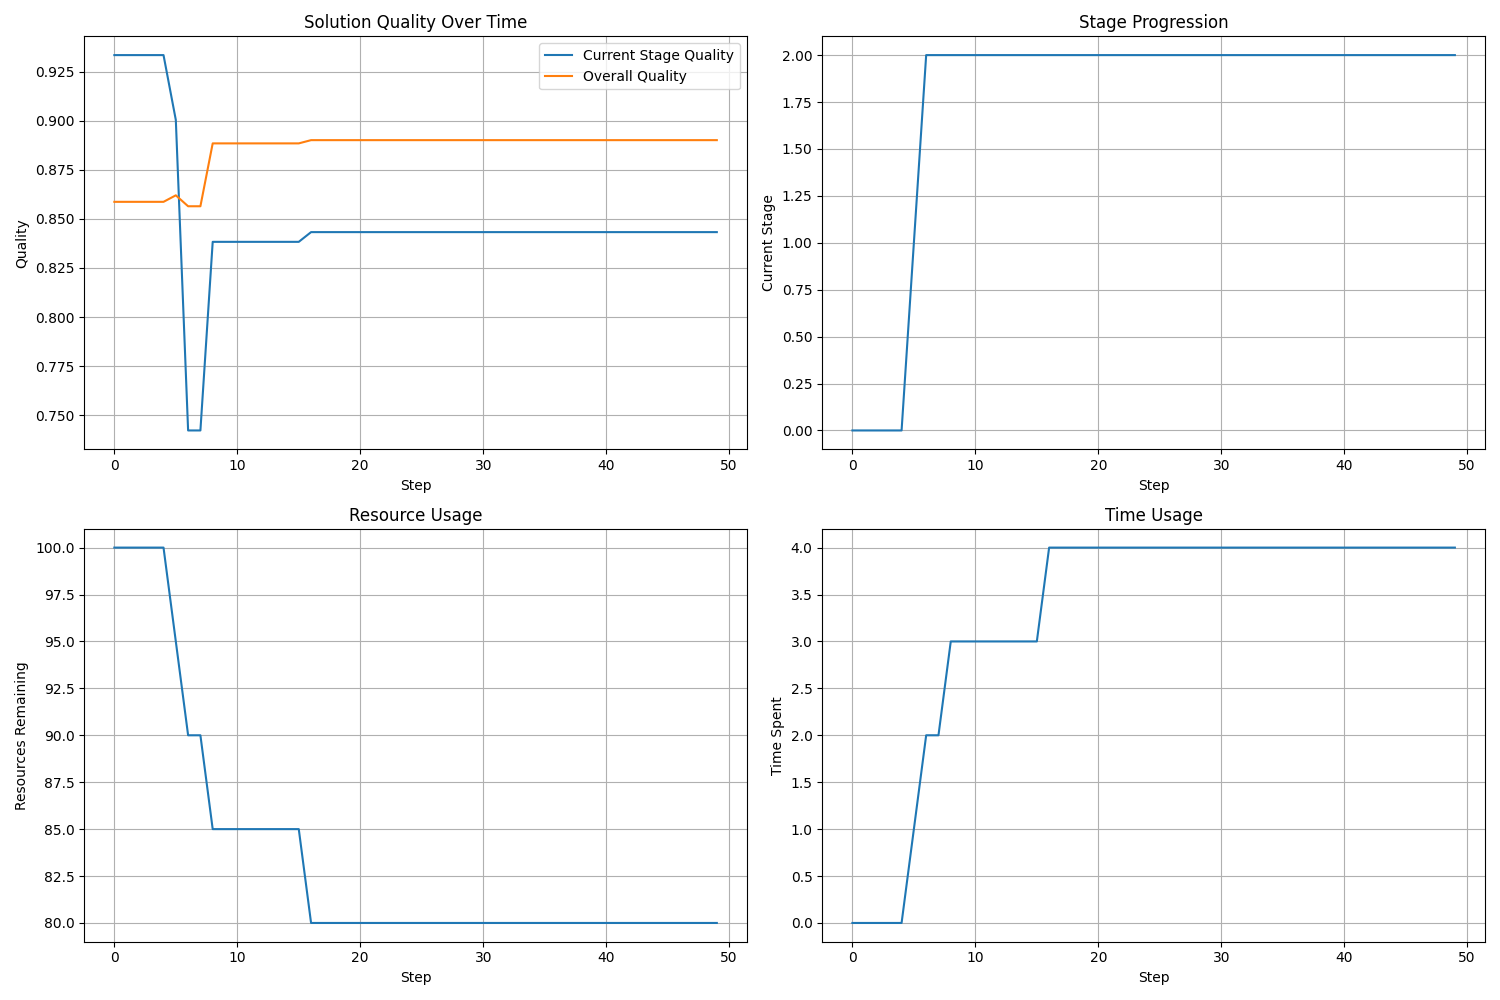 Solution Quality Over Time
Current Stage Quality
Overall Quality
0.925
0.900
0.875
0.850
0.825
0.800
0.775
0.750
Quality
0 10 20 30 40 50
Step
Stage Progression
2.00
1.75
1.50
1.25
1.00
0.75
0.50
0.25
0.00
Current Stage
0 10 20 30 40 50
Step
Resource Usage
100.0
97.5
95.0
92.5
90.0
87.5
85.0
82.5
80.0
Resources Remaining
0 10 20 30 40 50
Step
Time Usage
4.0
3.5
3.0
2.5
2.0
1.5
1.0
0.5
0.0
Time Spent
0 10 20 30 40 50
Step